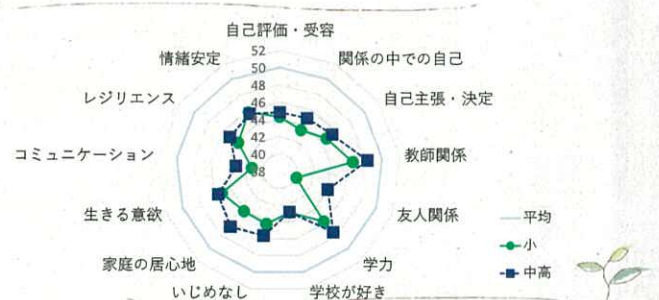 自己評価・受容
情緒安定
関係の中での自己
レジリエンス
自己主張・決定
コミュニケーション
教師関係
生きる意欲
友人関係
家庭の居心地
学力
いじめなし
学校が好き
52
50
48
46
44
42
40
38
平均
小
中高